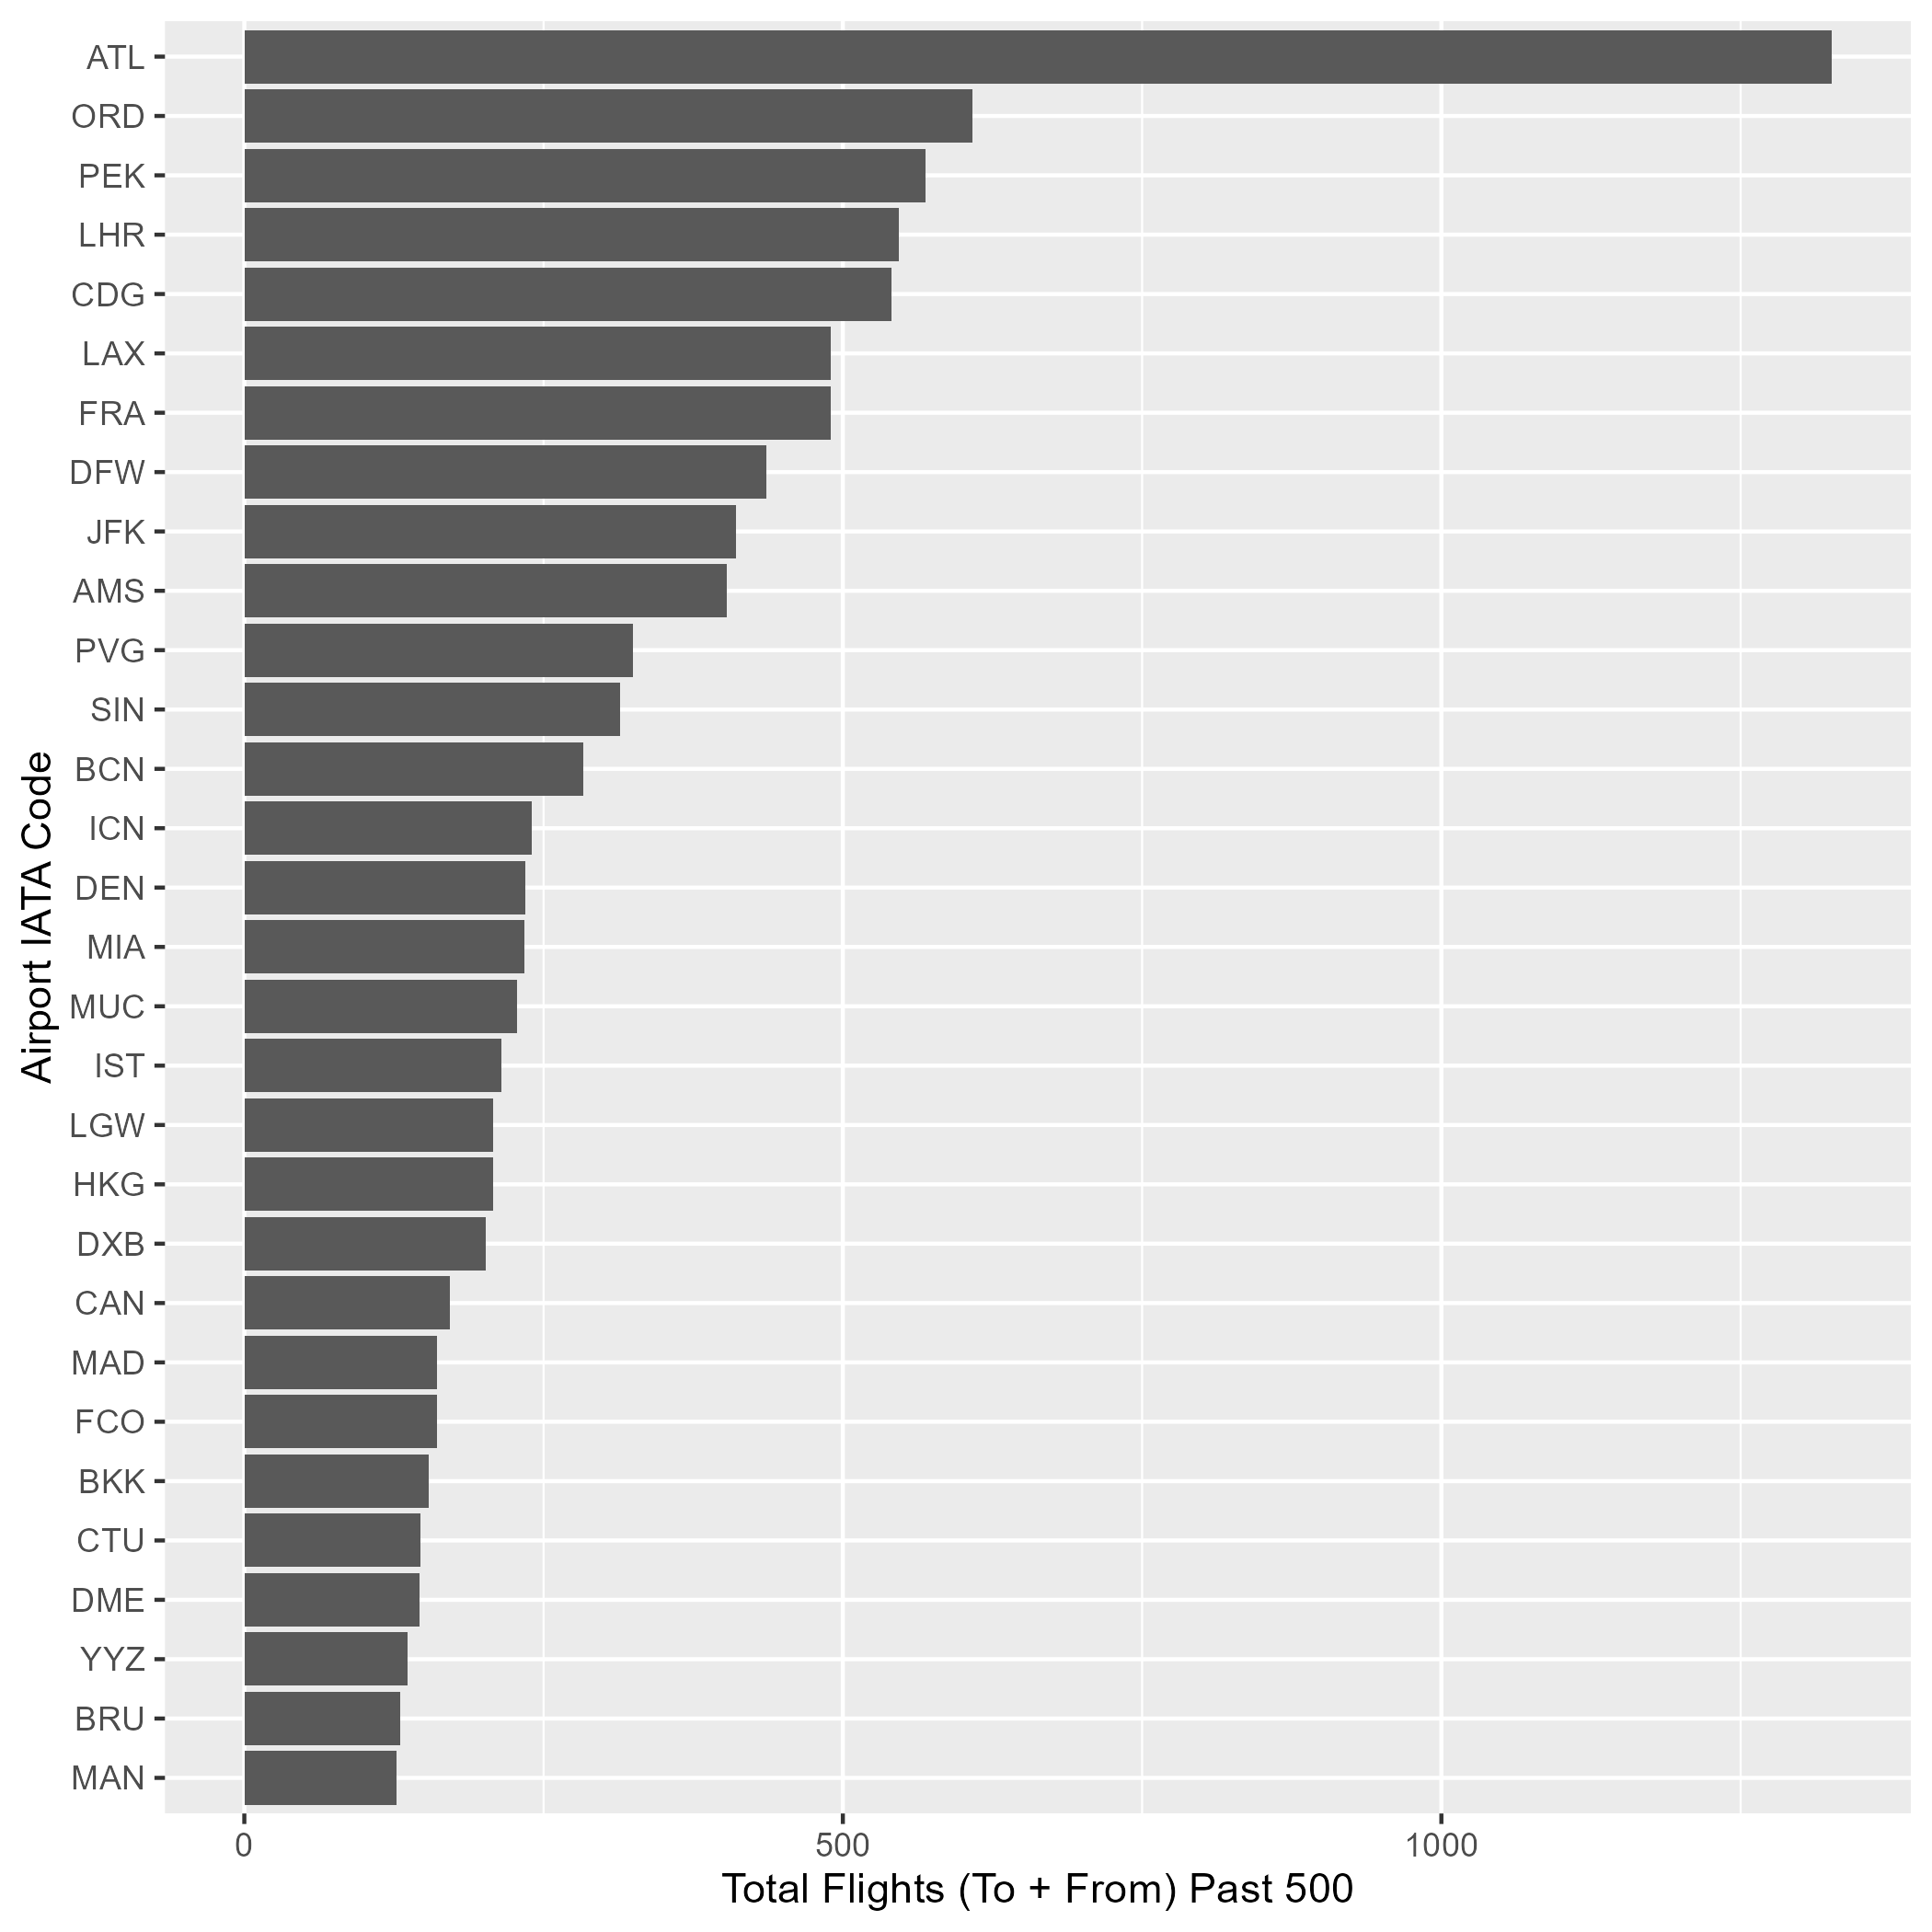 ATL
ORD
PEK
LHR
CDG
LAX
FRA
DFW
JFK
AMS
PVG
SIN
BCN
ICN
DEN
MIA
MUC
IST
LGW
HKG
DXB
CAN
MAD
FCO
BKK
CTU
DME
YYZ
BRU
MAN
Airport IATA Code
0 500 1000
Total Flights (To + From) Past 500